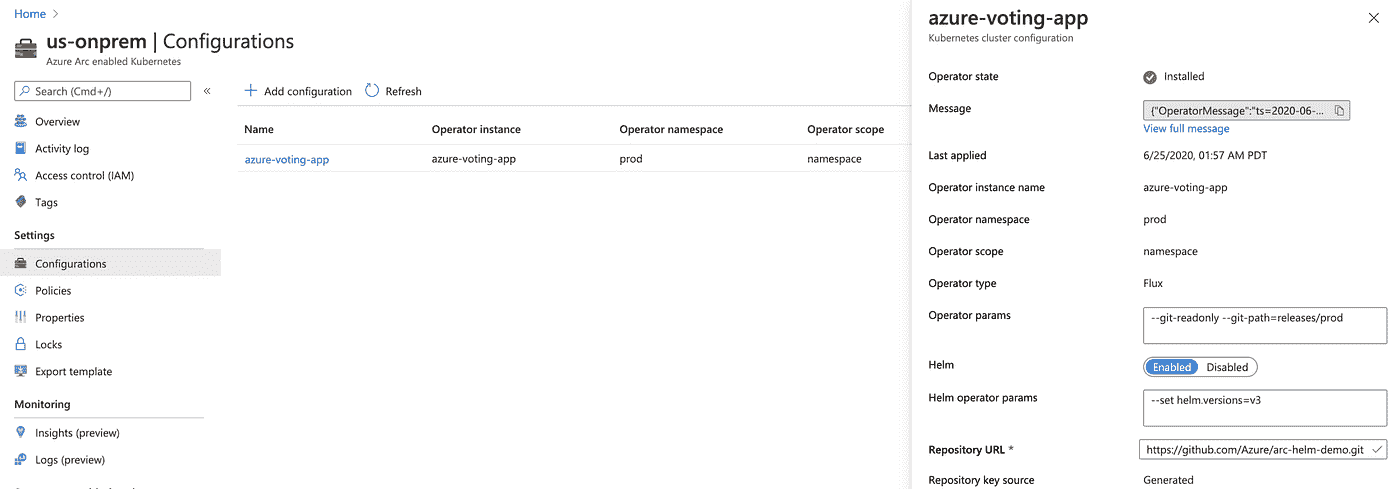 Home >
us-onprem | Configurations
Azure Arc enabled Kubernetes
Search (Cmd+/)
«
Overview
Activity log
Access control (IAM)
Tags
Settings
Configurations
Policies
Properties
Locks
Export template
Monitoring
Insights (preview)
Logs (preview)
+ Add configuration Refresh
Name Operator instance Operator namespace Operator scope
azure-voting-app azure-voting-app prod namespace
azure-voting-app
Kubernetes cluster configuration
Operator state Installed
Message {"OperatorMessage":"ts=2020-06-...
View full message
Last applied 6/25/2020, 01:57 AM PDT
Operator instance name azure-voting-app
Operator namespace prod
Operator scope namespace
Operator type Flux
Operator params --git-readonly --git-path=releases/prod
Helm Enabled Disabled
Helm operator params --set helm.versions=v3
Repository URL * https://github.com/Azure/arc-helm-demo.git
Repository key source Generated